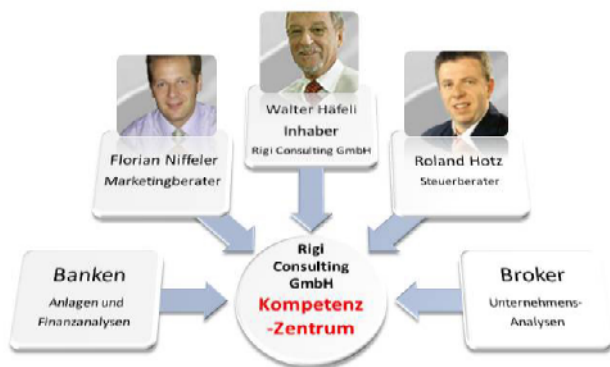 Walter Häfeli
Inhaber
Rigi Consulting GmbH
Florian Niffeler
Marketingberater
Roland Hotz
Steuerberater
Banken
Anlagen und
Finanzanalysen
Rigi
Consulting
GmbH
Kompetenz
-Zentrum
Broker
Unternehmens-
Analysen